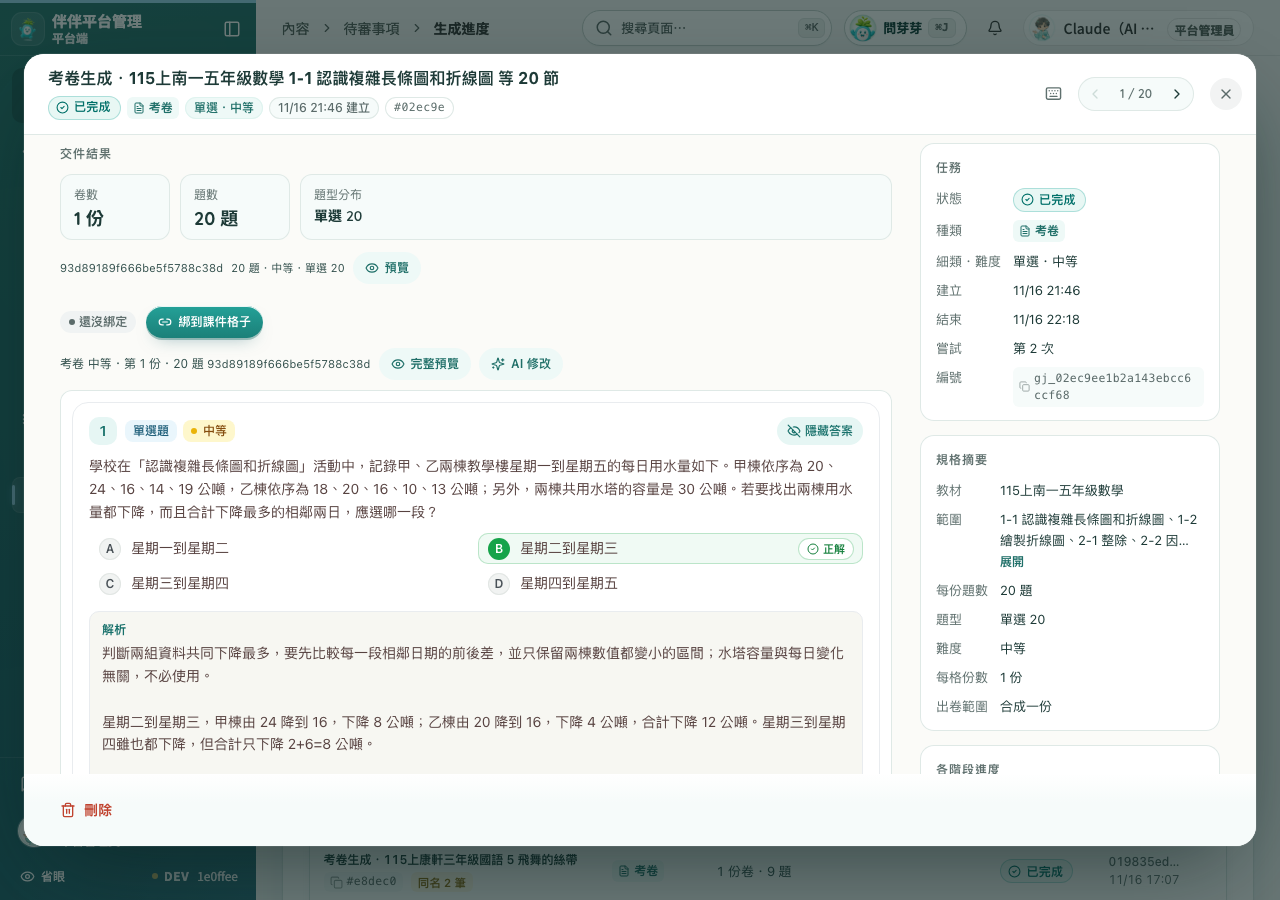 伴伴平台管理
平台端
內容 > 待審事項 > 生成進度
搜尋頁面…
⌘K
問芽芽
⌘J
Claude（AI …
平台管理員
考卷生成・115上南一五年級數學 1-1 認識複雜長條圖和折線圖 等 20 節
已完成
考卷
單選・中等
11/16 21:46 建立
#02ec9e
1 / 20
交件結果
卷數
1 份
題數
20 題
題型分布
單選 20
93d89189f666be5f5788c38d 20 題・中等・單選 20
預覽
還沒綁定
綁到課件格子
考卷 中等・第 1 份・20 題 93d89189f666be5f5788c38d
完整預覽
AI 修改
1
單選題
中等
隱藏答案
學校在「認識複雜長條圖和折線圖」活動中，記錄甲、乙兩棟教學樓星期一到星期五的每日用水量如下。甲棟依序為 20、
24、16、14、19 公噸，乙棟依序為 18、20、16、10、13 公噸；另外，兩棟共用水塔的容量是 30 公噸。若要找出兩棟用水
量都下降，而且合計下降最多的相鄰兩日，應選哪一段？
A 星期一到星期二
B 星期二到星期三
正解
C 星期三到星期四
D 星期四到星期五
解析
判斷兩組資料共同下降最多，要先比較每一段相鄰日期的前後差，並只保留兩棟數值都變小的區間；水塔容量與每日變化
無關，不必使用。
星期二到星期三，甲棟由 24 降到 16，下降 8 公噸；乙棟由 20 降到 16，下降 4 公噸，合計下降 12 公噸。星期三到星期
四雖也都下降，但合計只下降 2+6=8 公噸。
任務
狀態 已完成
種類 考卷
細類・難度 單選・中等
建立 11/16 21:46
結束 11/16 22:18
嘗試 第 2 次
編號 gj_02ec9ee1b2a143ebcc6
ccf68
規格摘要
教材 115上南一五年級數學
範圍 1-1 認識複雜長條圖和折線圖、1-2
繪製折線圖、2-1 整除、2-2 因…
展開
每份題數 20 題
題型 單選 20
難度 中等
每格份數 1 份
出卷範圍 合成一份
各階段進度
刪除
省眼
DEV 1e0ffee
考卷生成・115上康軒三年級國語 5 飛舞的絲帶
#e8dec0
同名 2 筆
考卷
1 份卷・9 題
已完成
019835ed…
11/16 17:07